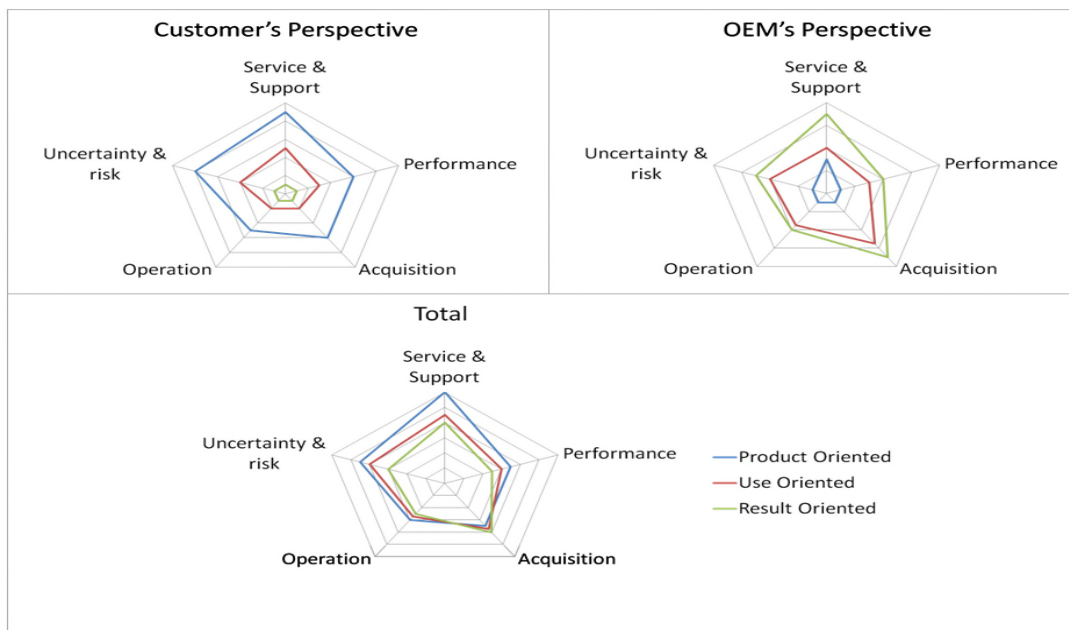 Customer's Perspective
Service &
Support
Uncertainty &
risk
Performance
Operation
Acquisition
OEM's Perspective
Service &
Support
Uncertainty &
risk
Performance
Operation
Acquisition
Total
Service &
Support
Uncertainty &
risk
Performance
Operation
Acquisition
Product Oriented
Use Oriented
Result Oriented